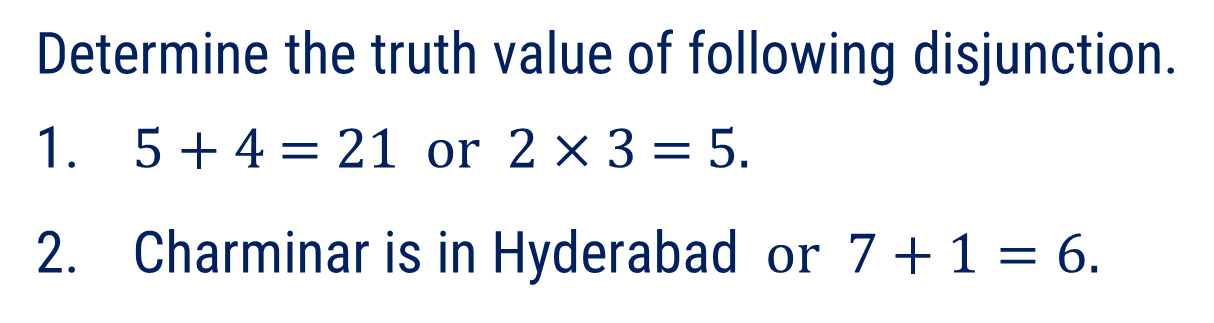 Determine the truth value of following disjunction.
1. 5 + 4 = 21 or 2 × 3 = 5.
2. Charminar is in Hyderabad or 7 + 1 = 6.